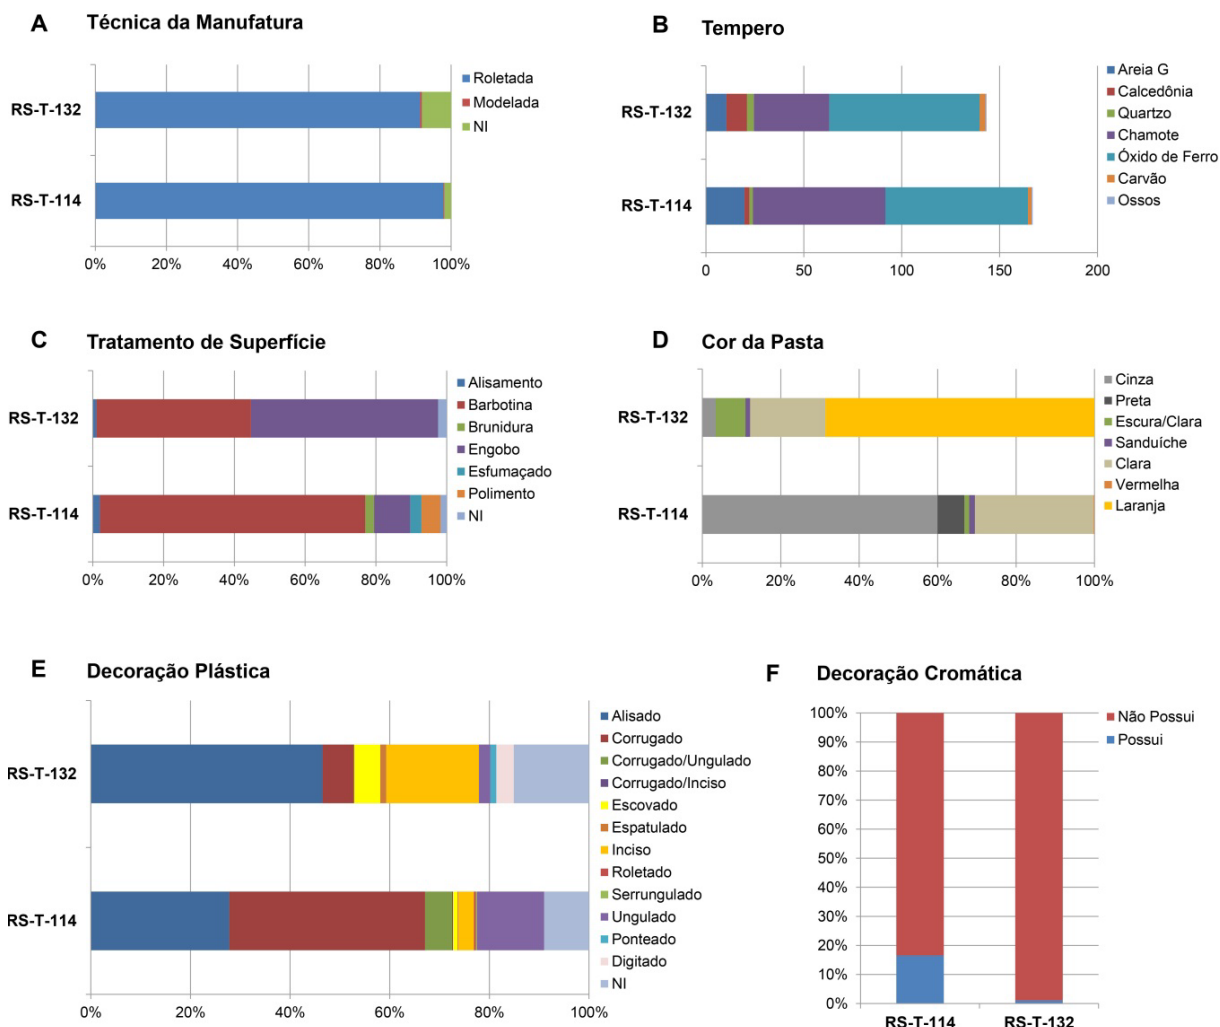 A Técnica da Manufatura
RS-T-132
RS-T-114
0% 20% 40% 60% 80% 100%
Roletada
Modelada
NI
B Tempero
RS-T-132
RS-T-114
0 50 100 150 200
Areia G
Calcedônia
Quartzo
Chamote
Óxido de Ferro
Carvão
Ossos
C Tratamento de Superfície
RS-T-132
RS-T-114
0% 20% 40% 60% 80% 100%
Alisamento
Barbotina
Brunidura
Engobo
Esfumaçado
Polimento
NI
D Cor da Pasta
RS-T-132
RS-T-114
0% 20% 40% 60% 80% 100%
Cinza
Preta
Escura/Clara
Sanduíche
Clara
Vermelha
Laranja
E Decoração Plástica
RS-T-132
RS-T-114
0% 20% 40% 60% 80% 100%
Alisado
Corrugado
Corrugado/Ungulado
Corrugado/Inciso
Escovado
Espatulado
Inciso
Roletado
Serrungulado
Ungulado
Ponteado
Digitado
NI
F Decoração Cromática
100%
90%
80%
70%
60%
50%
40%
30%
20%
10%
0%
RS-T-114 RS-T-132
Não Possui
Possui